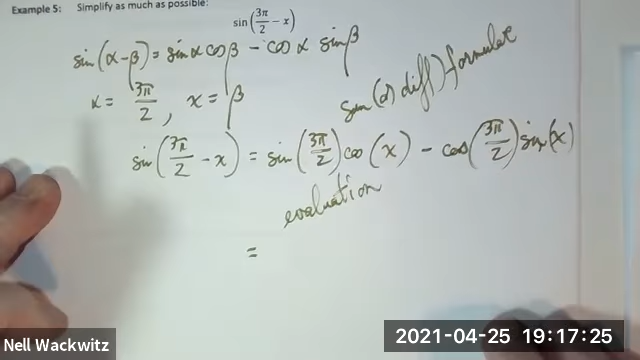 Example 5: Simplify as much as possible:
sin(3π/2 − x)
sin(α−β) = sin α cos β − cos α sin β
α = 3π/2, x = β
sum (or diff) formulae
sin(3π/2 − x) = sin(3π/2) cos(x) − cos(3π/2) sin(x)
evaluation
=
Nell Wackwitz
2021-04-25 19:17:25